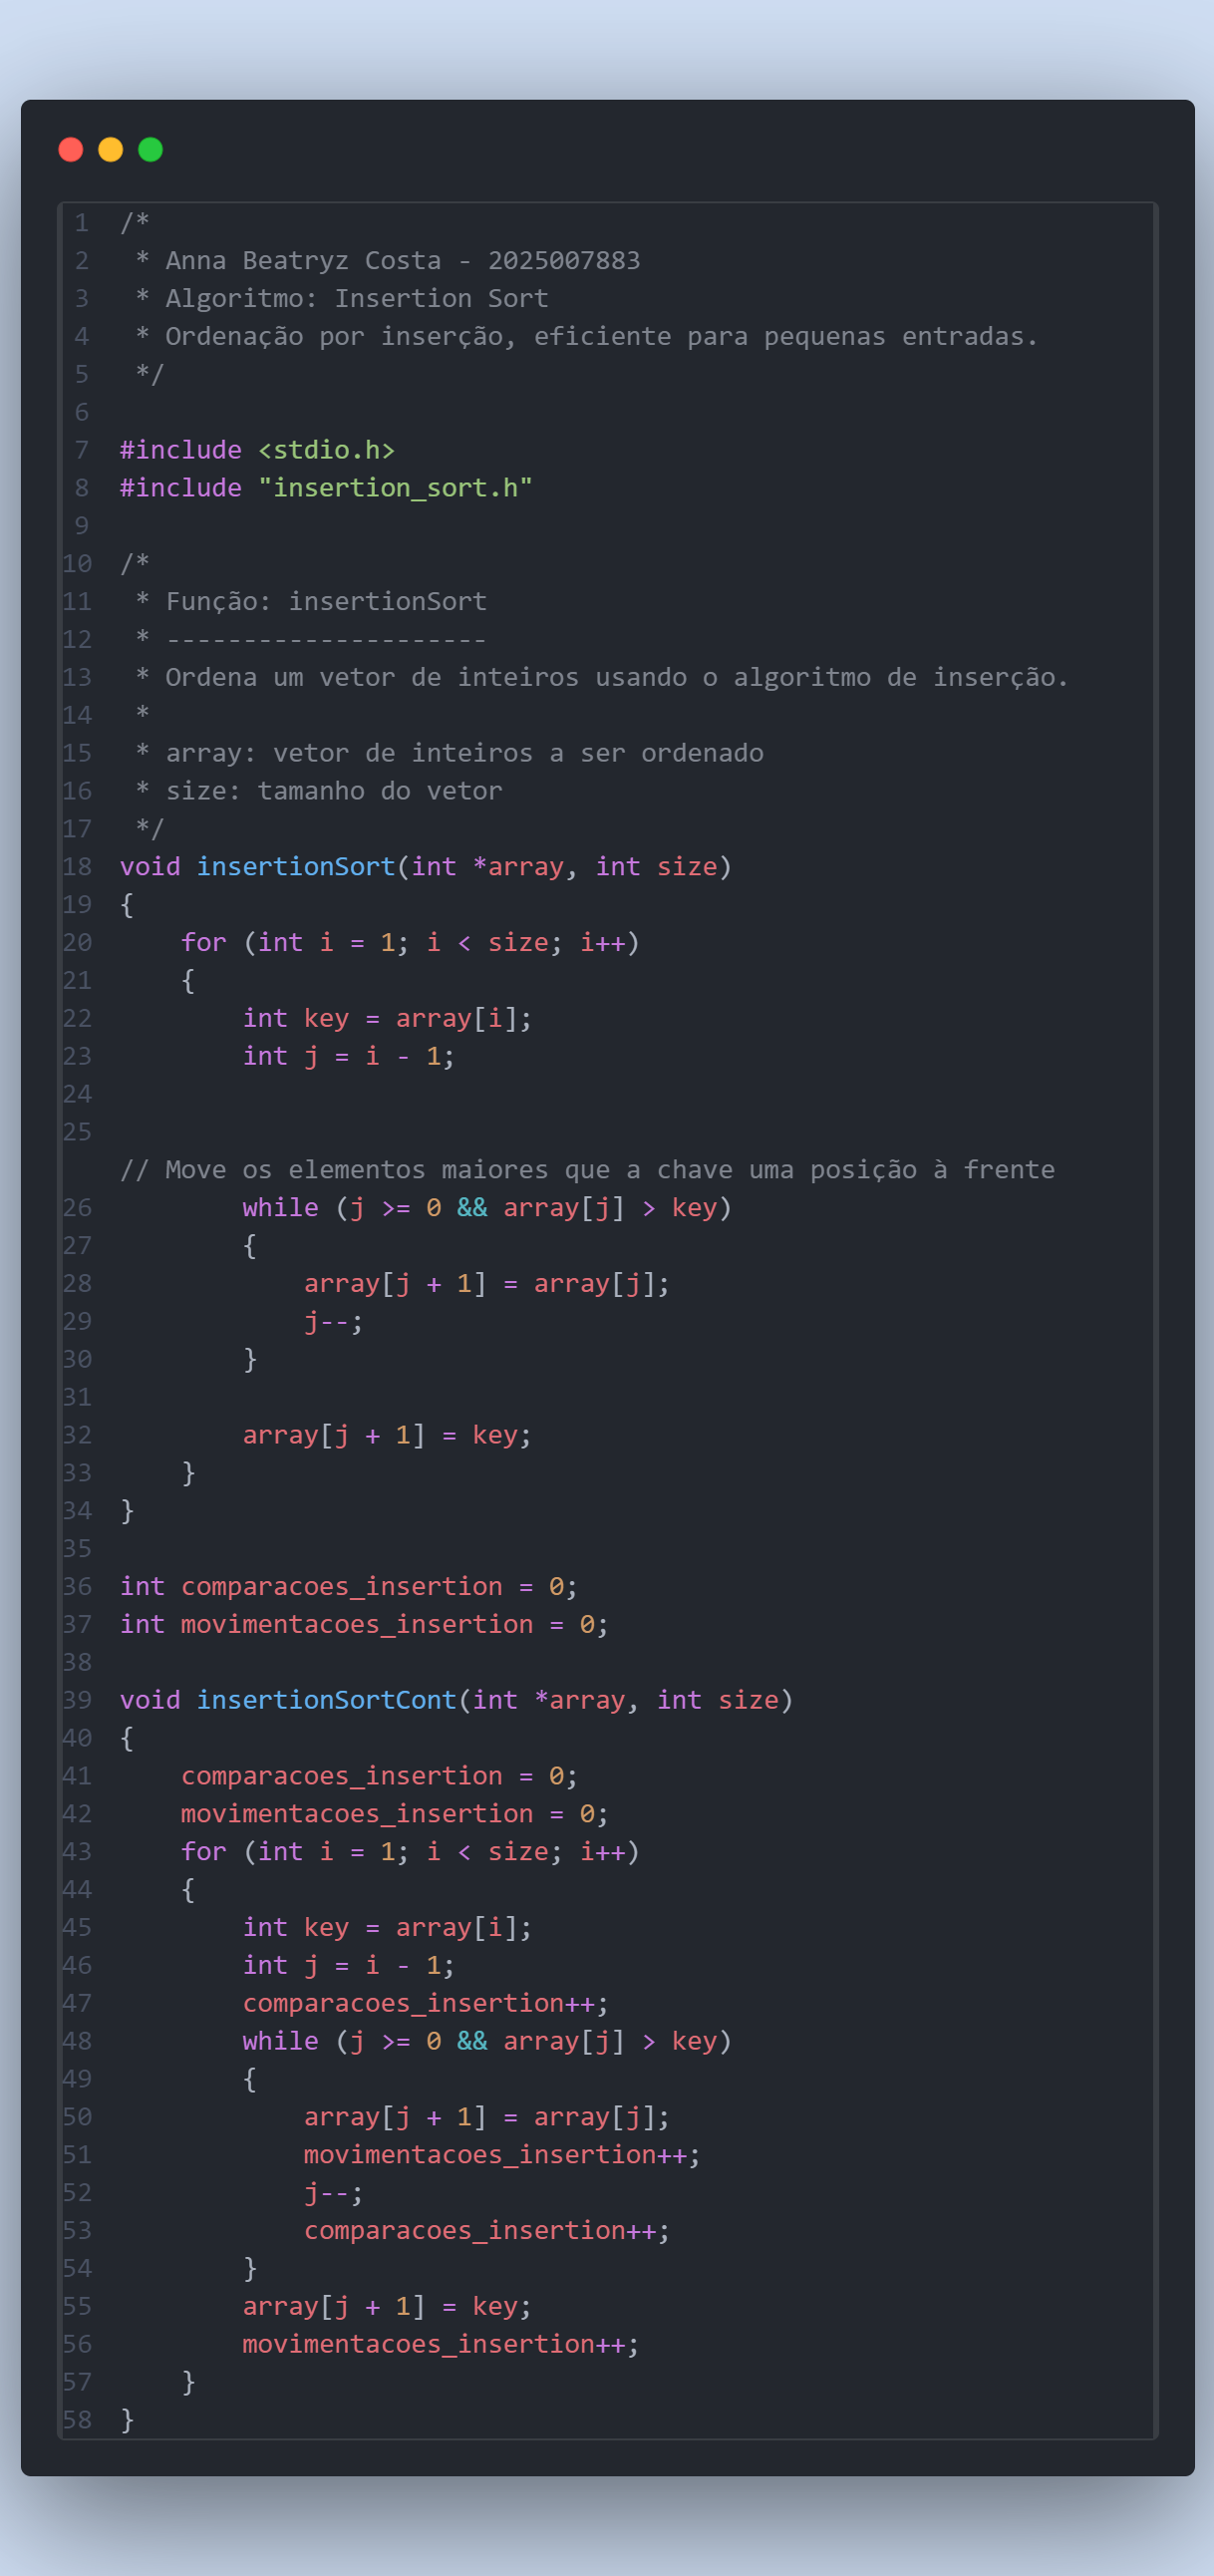 1 /*
2  * Anna Beatryz Costa - 2025007883
3  * Algoritmo: Insertion Sort
4  * Ordenação por inserção, eficiente para pequenas entradas.
5  */
6
7 #include <stdio.h>
8 #include "insertion_sort.h"
9
10 /*
11  * Função: insertionSort
12  * ---------------------
13  * Ordena um vetor de inteiros usando o algoritmo de inserção.
14  *
15  * array: vetor de inteiros a ser ordenado
16  * size: tamanho do vetor
17  */
18 void insertionSort(int *array, int size)
19 {
20     for (int i = 1; i < size; i++)
21     {
22         int key = array[i];
23         int j = i - 1;
24
25
// Move os elementos maiores que a chave uma posição à frente
26         while (j >= 0 && array[j] > key)
27         {
28             array[j + 1] = array[j];
29             j--;
30         }
31
32         array[j + 1] = key;
33     }
34 }
35
36 int comparacoes_insertion = 0;
37 int movimentacoes_insertion = 0;
38
39 void insertionSortCont(int *array, int size)
40 {
41     comparacoes_insertion = 0;
42     movimentacoes_insertion = 0;
43     for (int i = 1; i < size; i++)
44     {
45         int key = array[i];
46         int j = i - 1;
47         comparacoes_insertion++;
48         while (j >= 0 && array[j] > key)
49         {
50             array[j + 1] = array[j];
51             movimentacoes_insertion++;
52             j--;
53             comparacoes_insertion++;
54         }
55         array[j + 1] = key;
56         movimentacoes_insertion++;
57     }
58 }